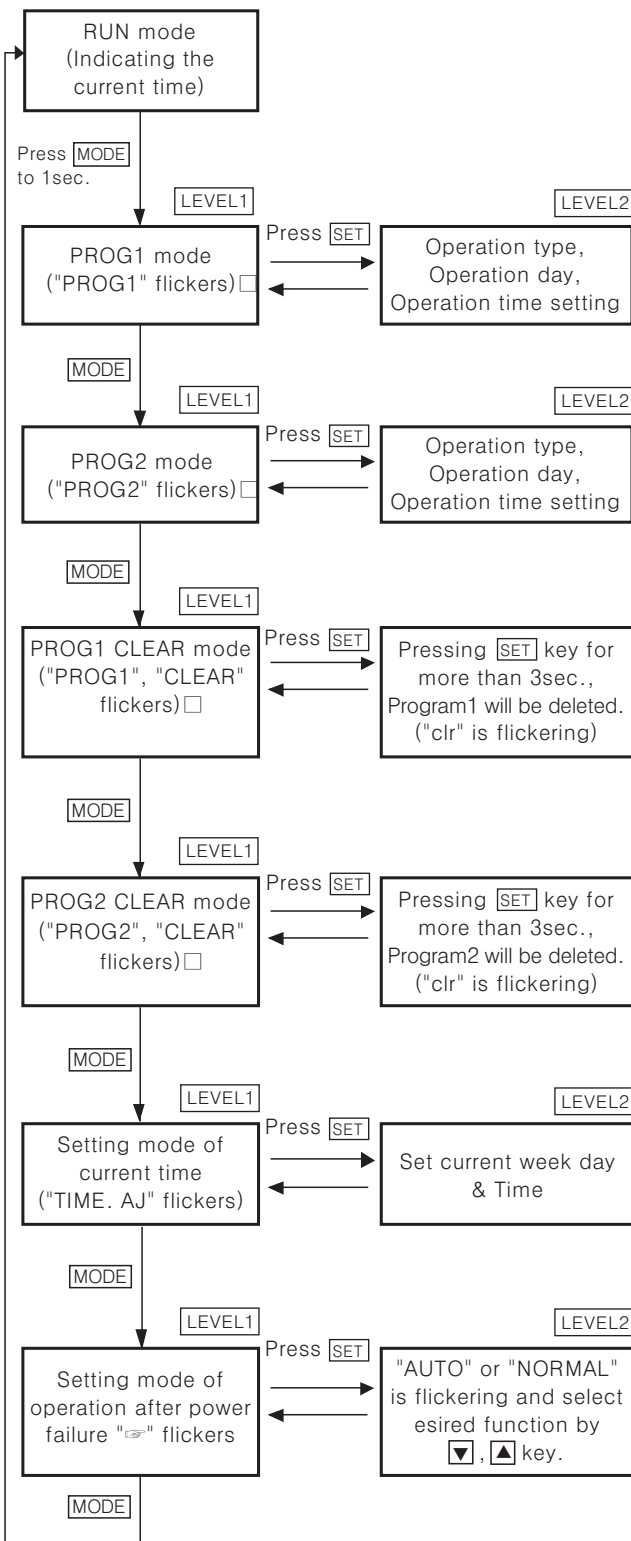 RUN mode
(Indicating the
current time)
Press MODE
to 1sec.
LEVEL1
PROG1 mode
("PROG1" flickers)□
Press SET
LEVEL2
Operation type,
Operation day,
Operation time setting
MODE
LEVEL1
PROG2 mode
("PROG2" flickers)□
Press SET
LEVEL2
Operation type,
Operation day,
Operation time setting
MODE
LEVEL1
PROG1 CLEAR mode
("PROG1", "CLEAR"
flickers)□
Press SET
Pressing SET key for
more than 3sec.,
Program1 will be deleted.
("clr" is flickering)
MODE
LEVEL1
PROG2 CLEAR mode
("PROG2", "CLEAR"
flickers)□
Press SET
Pressing SET key for
more than 3sec.,
Program2 will be deleted.
("clr" is flickering)
MODE
LEVEL1
Setting mode of
current time
("TIME. AJ" flickers)
Press SET
LEVEL2
Set current week day
& Time
MODE
LEVEL1
Setting mode of
operation after power
failure "☞" flickers
Press SET
LEVEL2
"AUTO" or "NORMAL"
is flickering and select
esired function by
▼, ▲ key.
MODE